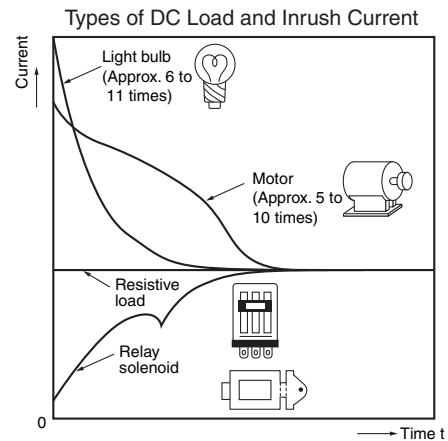 Types of DC Load and Inrush Current
Current
Light bulb
(Approx. 6 to
11 times)
Motor
(Approx. 5 to
10 times)
Resistive
load
Relay
solenoid
0
Time t